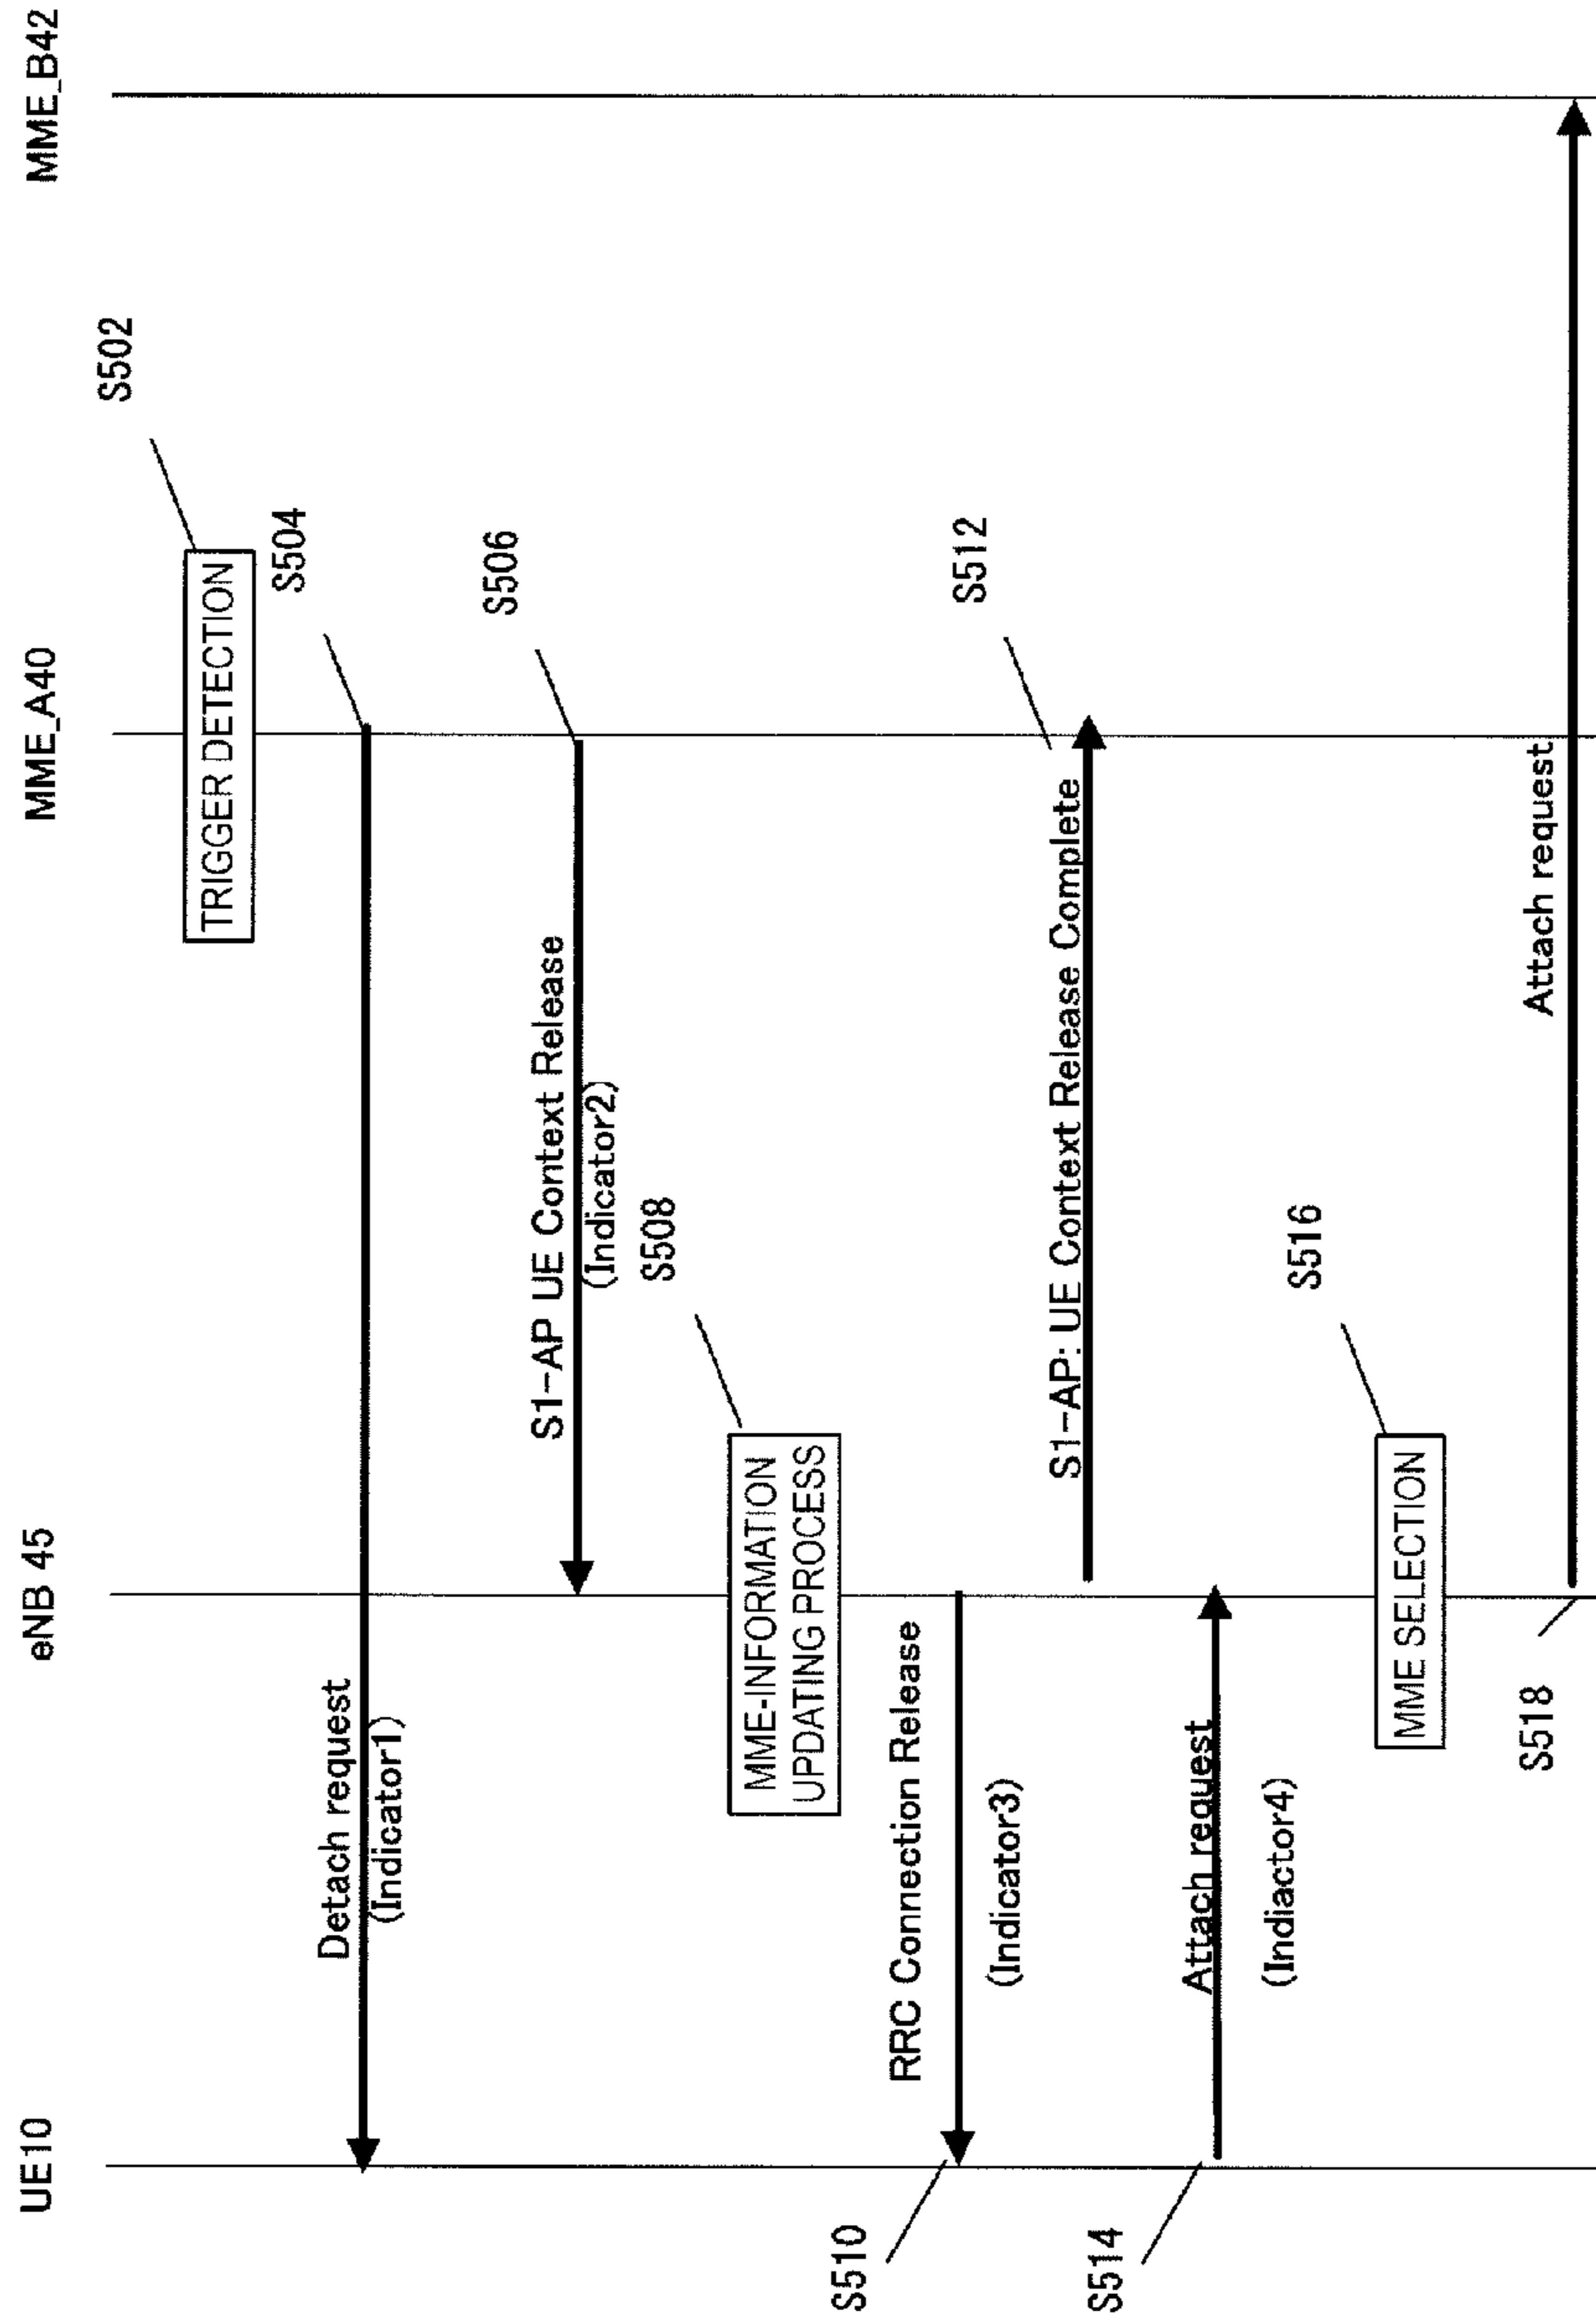 UE10
eNB 45
MME_A40
MME_B42
TRIGGER DETECTION
S502
S504
Detach request
(Indicator1)
S506
S1-AP UE Context Release
(Indicator2)
S508
MME-INFORMATION
UPDATING PROCESS
RRC Connection Release
(Indicator3)
S510
S512
S1-AP: UE Context Release Complete
S514
Attach request
(Indiactor4)
S516
MME SELECTION
S518
Attach request